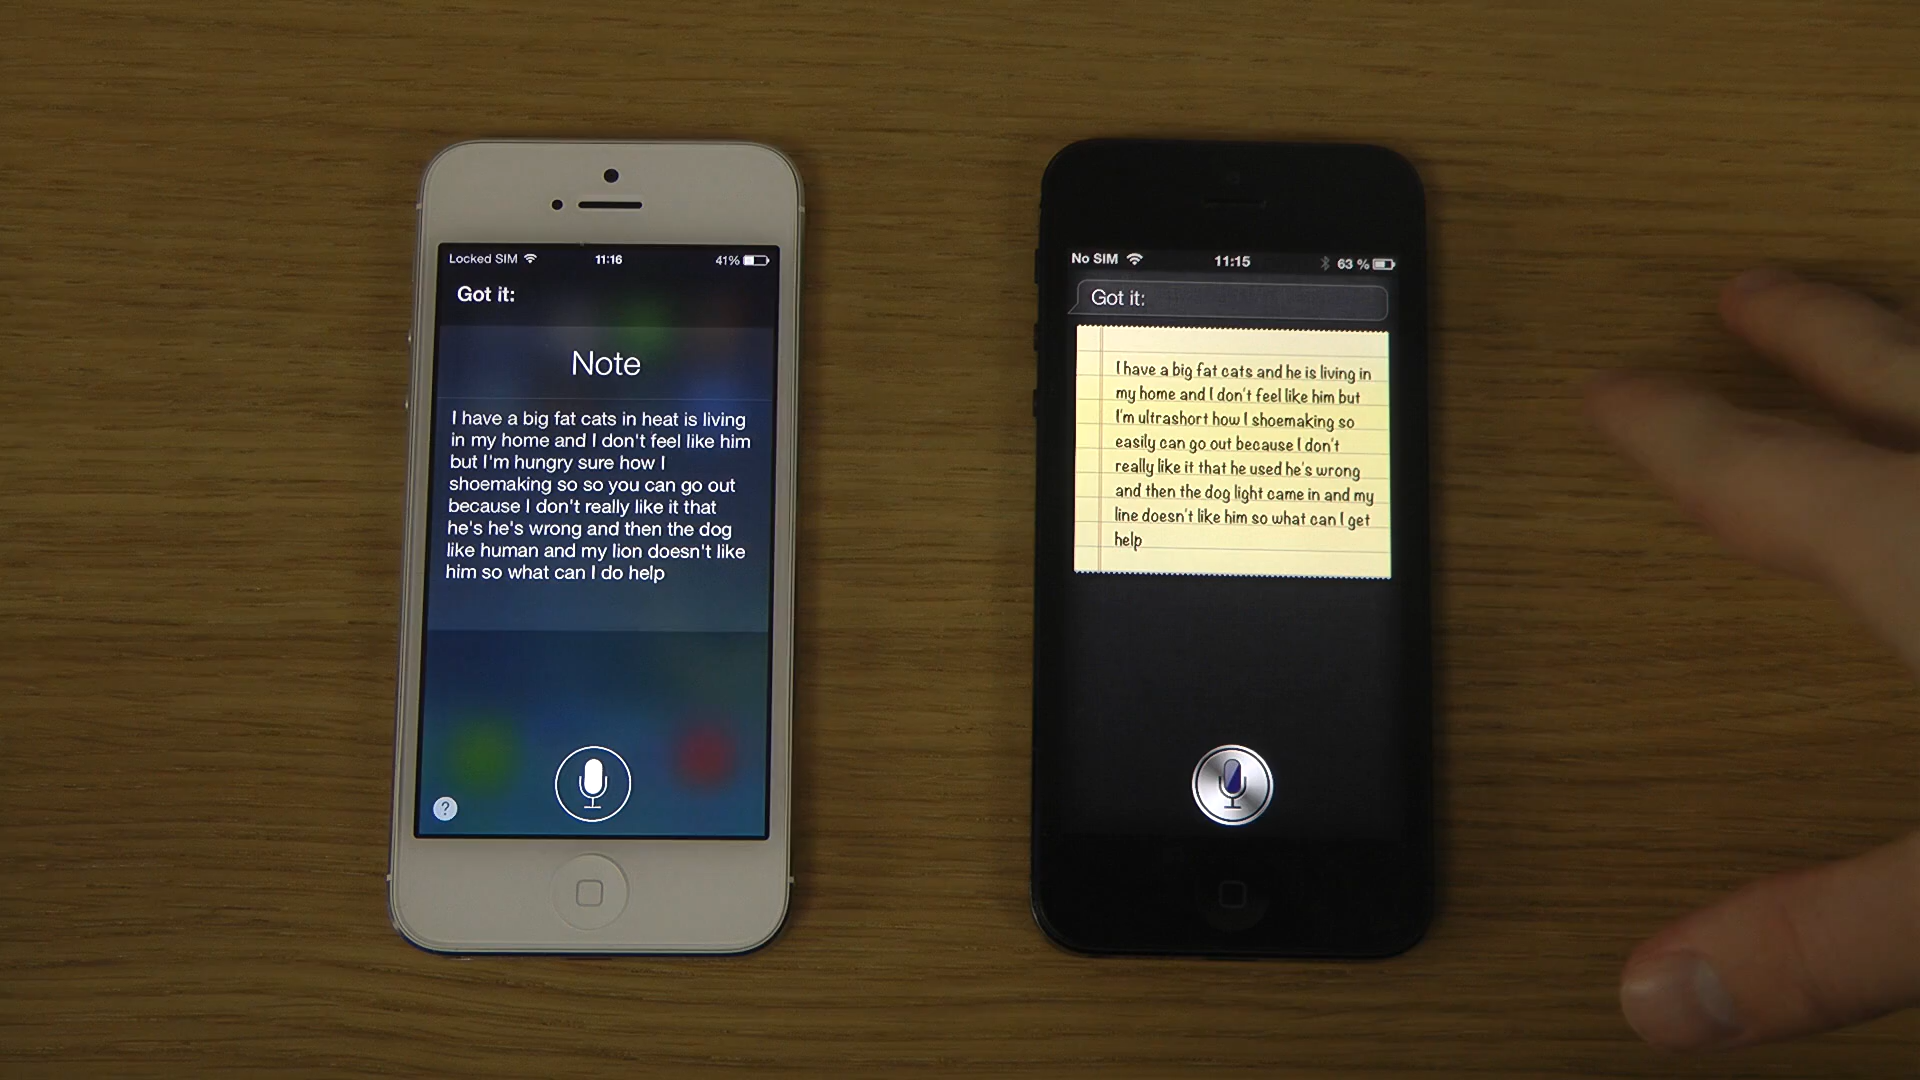 Locked SIM 11:16 41%
Got it:
Note
I have a big fat cats in heat is living
in my home and I don't feel like him
but I'm hungry sure how I
shoemaking so so you can go out
because I don't really like it that
he's he's wrong and then the dog
like human and my lion doesn't like
him so what can I do help
?
No SIM 11:15 63 %
Got it:
I have a big fat cats and he is living in
my home and I don't feel like him but
I'm ultrashort how I shoemaking so
easily can go out because I don't
really like it that he used he's wrong
and then the dog light came in and my
line doesn't like him so what can I get
help